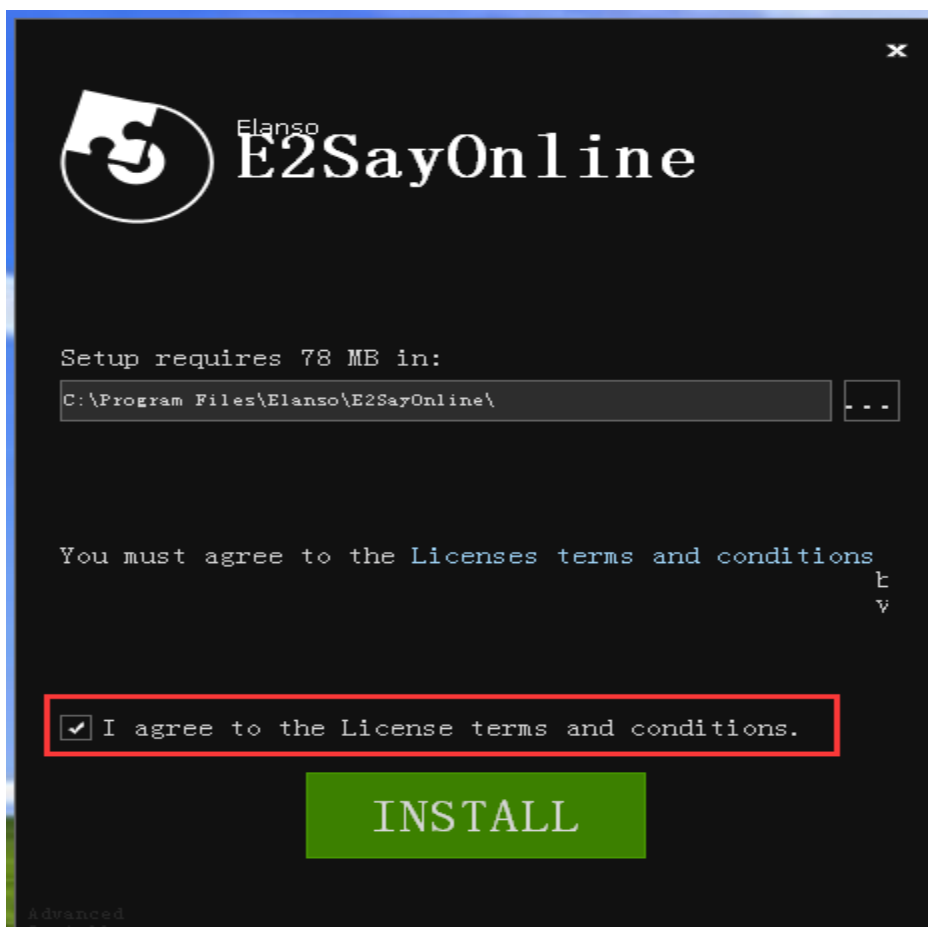 x
Elanso
E2SayOnline
Setup requires 78 MB in:
C:\Program Files\Elanso\E2SayOnline\
...
You must agree to the Licenses terms and conditions
I agree to the License terms and conditions.
INSTALL
Advanced